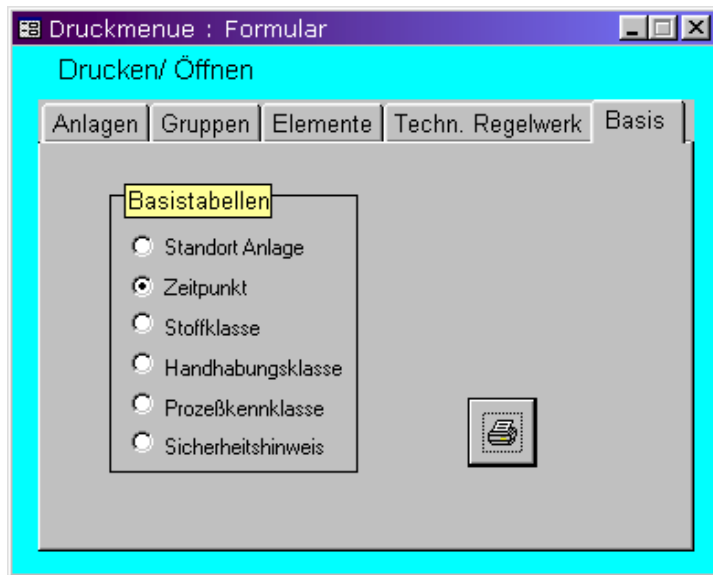 Druckmenue : Formular
Drucken/ Öffnen
Anlagen Gruppen Elemente Techn. Regelwerk Basis
Basistabellen
Standort Anlage
Zeitpunkt
Stoffklasse
Handhabungsklasse
Prozeßkennklasse
Sicherheitshinweis